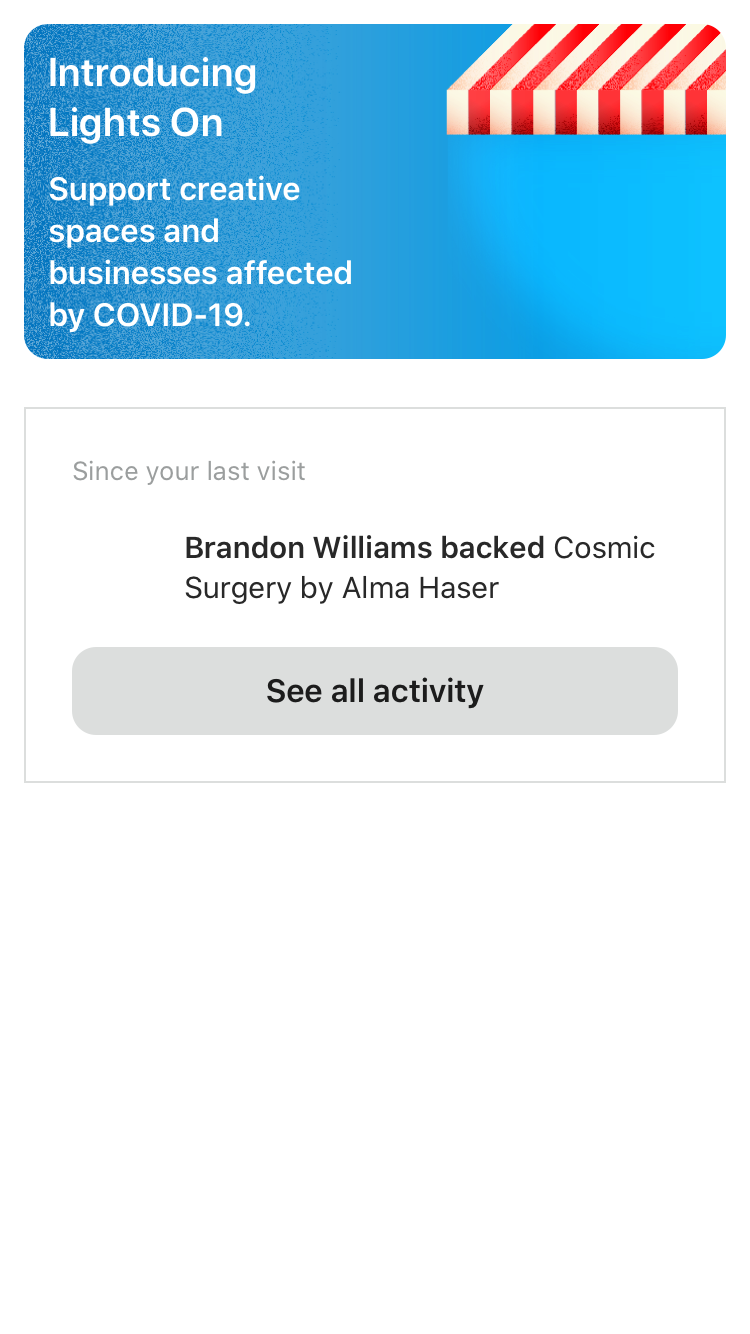 Introducing
Lights On
Support creative
spaces and
businesses affected
by COVID-19.
Since your last visit
Brandon Williams backed Cosmic
Surgery by Alma Haser
See all activity